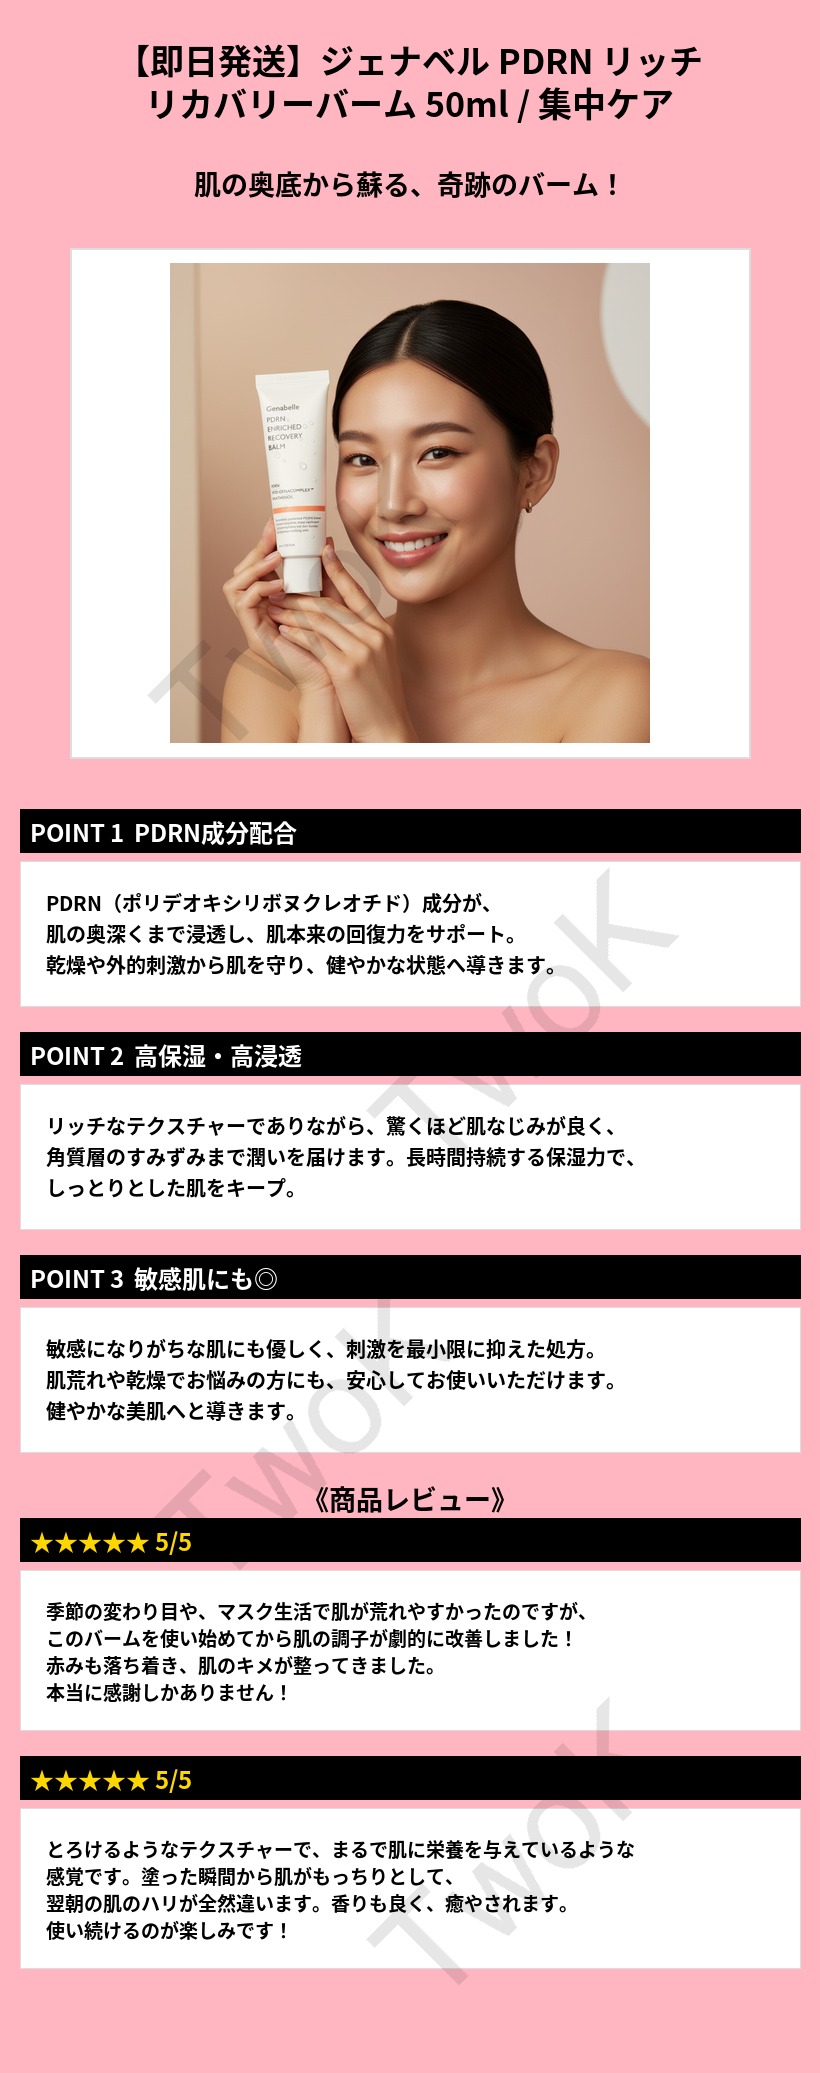 【即日発送】ジェナベル PDRN リッチ
リカバリーバーム 50ml / 集中ケア
肌の奥底から蘇る、奇跡のバーム！
Genabelle
PDRN
ENRICHED
RECOVERY
BALM
PANTHENOL
TwoK
POINT 1 PDRN成分配合
PDRN（ポリデオキシリボヌクレオチド）成分が、
肌の奥深くまで浸透し、肌本来の回復力をサポート。
乾燥や外的刺激から肌を守り、健やかな状態へ導きます。
TwoK
POINT 2 高保湿・高浸透
リッチなテクスチャーでありながら、驚くほど肌なじみが良く、
角質層のすみずみまで潤いを届けます。長時間持続する保湿力で、
しっとりとした肌をキープ。
POINT 3 敏感肌にも◎
敏感になりがちな肌にも優しく、刺激を最小限に抑えた処方。
肌荒れや乾燥でお悩みの方にも、安心してお使いいただけます。
健やかな美肌へと導きます。
TwoK
《商品レビュー》
★★★★★ 5/5
季節の変わり目や、マスク生活で肌が荒れやすかったのですが、
このバームを使い始めてから肌の調子が劇的に改善しました！
赤みも落ち着き、肌のキメが整ってきました。
本当に感謝しかありません！
★★★★★ 5/5
とろけるようなテクスチャーで、まるで肌に栄養を与えているような
感覚です。塗った瞬間から肌がもっちりとして、
翌朝の肌のハリが全然違います。香りも良く、癒やされます。
使い続けるのが楽しみです！
TwoK